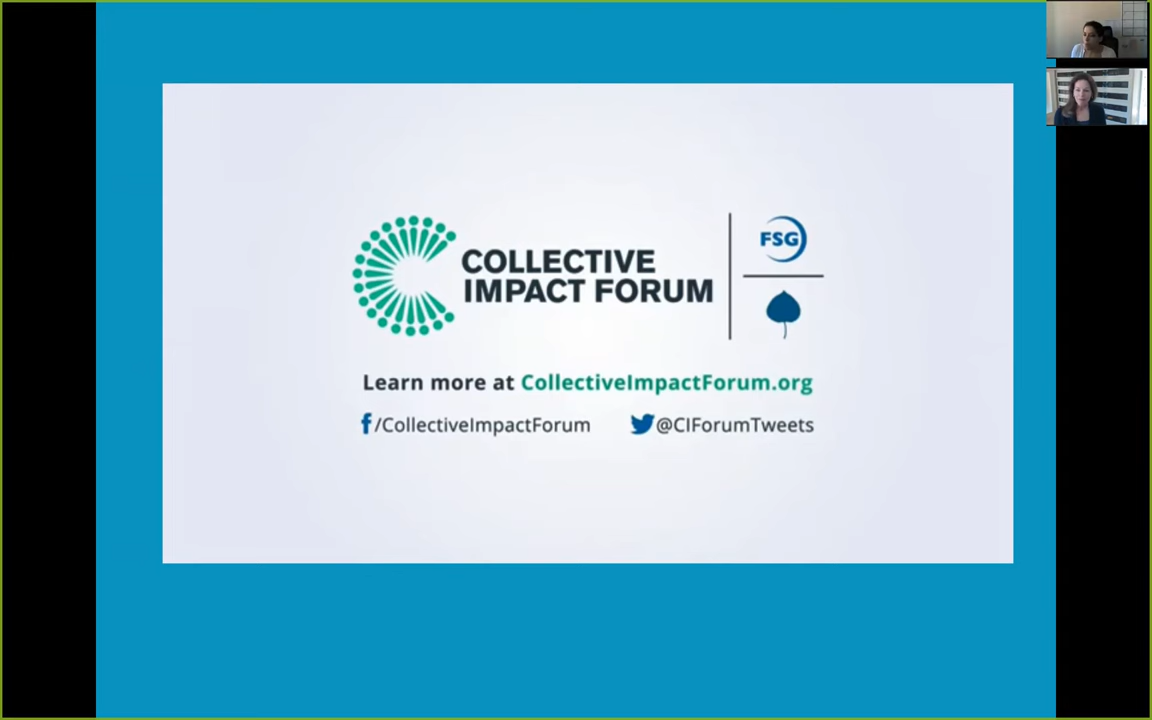 COLLECTIVE
IMPACT FORUM
FSG
Learn more at CollectiveImpactForum.org
f/CollectiveImpactForum
@CIForumTweets